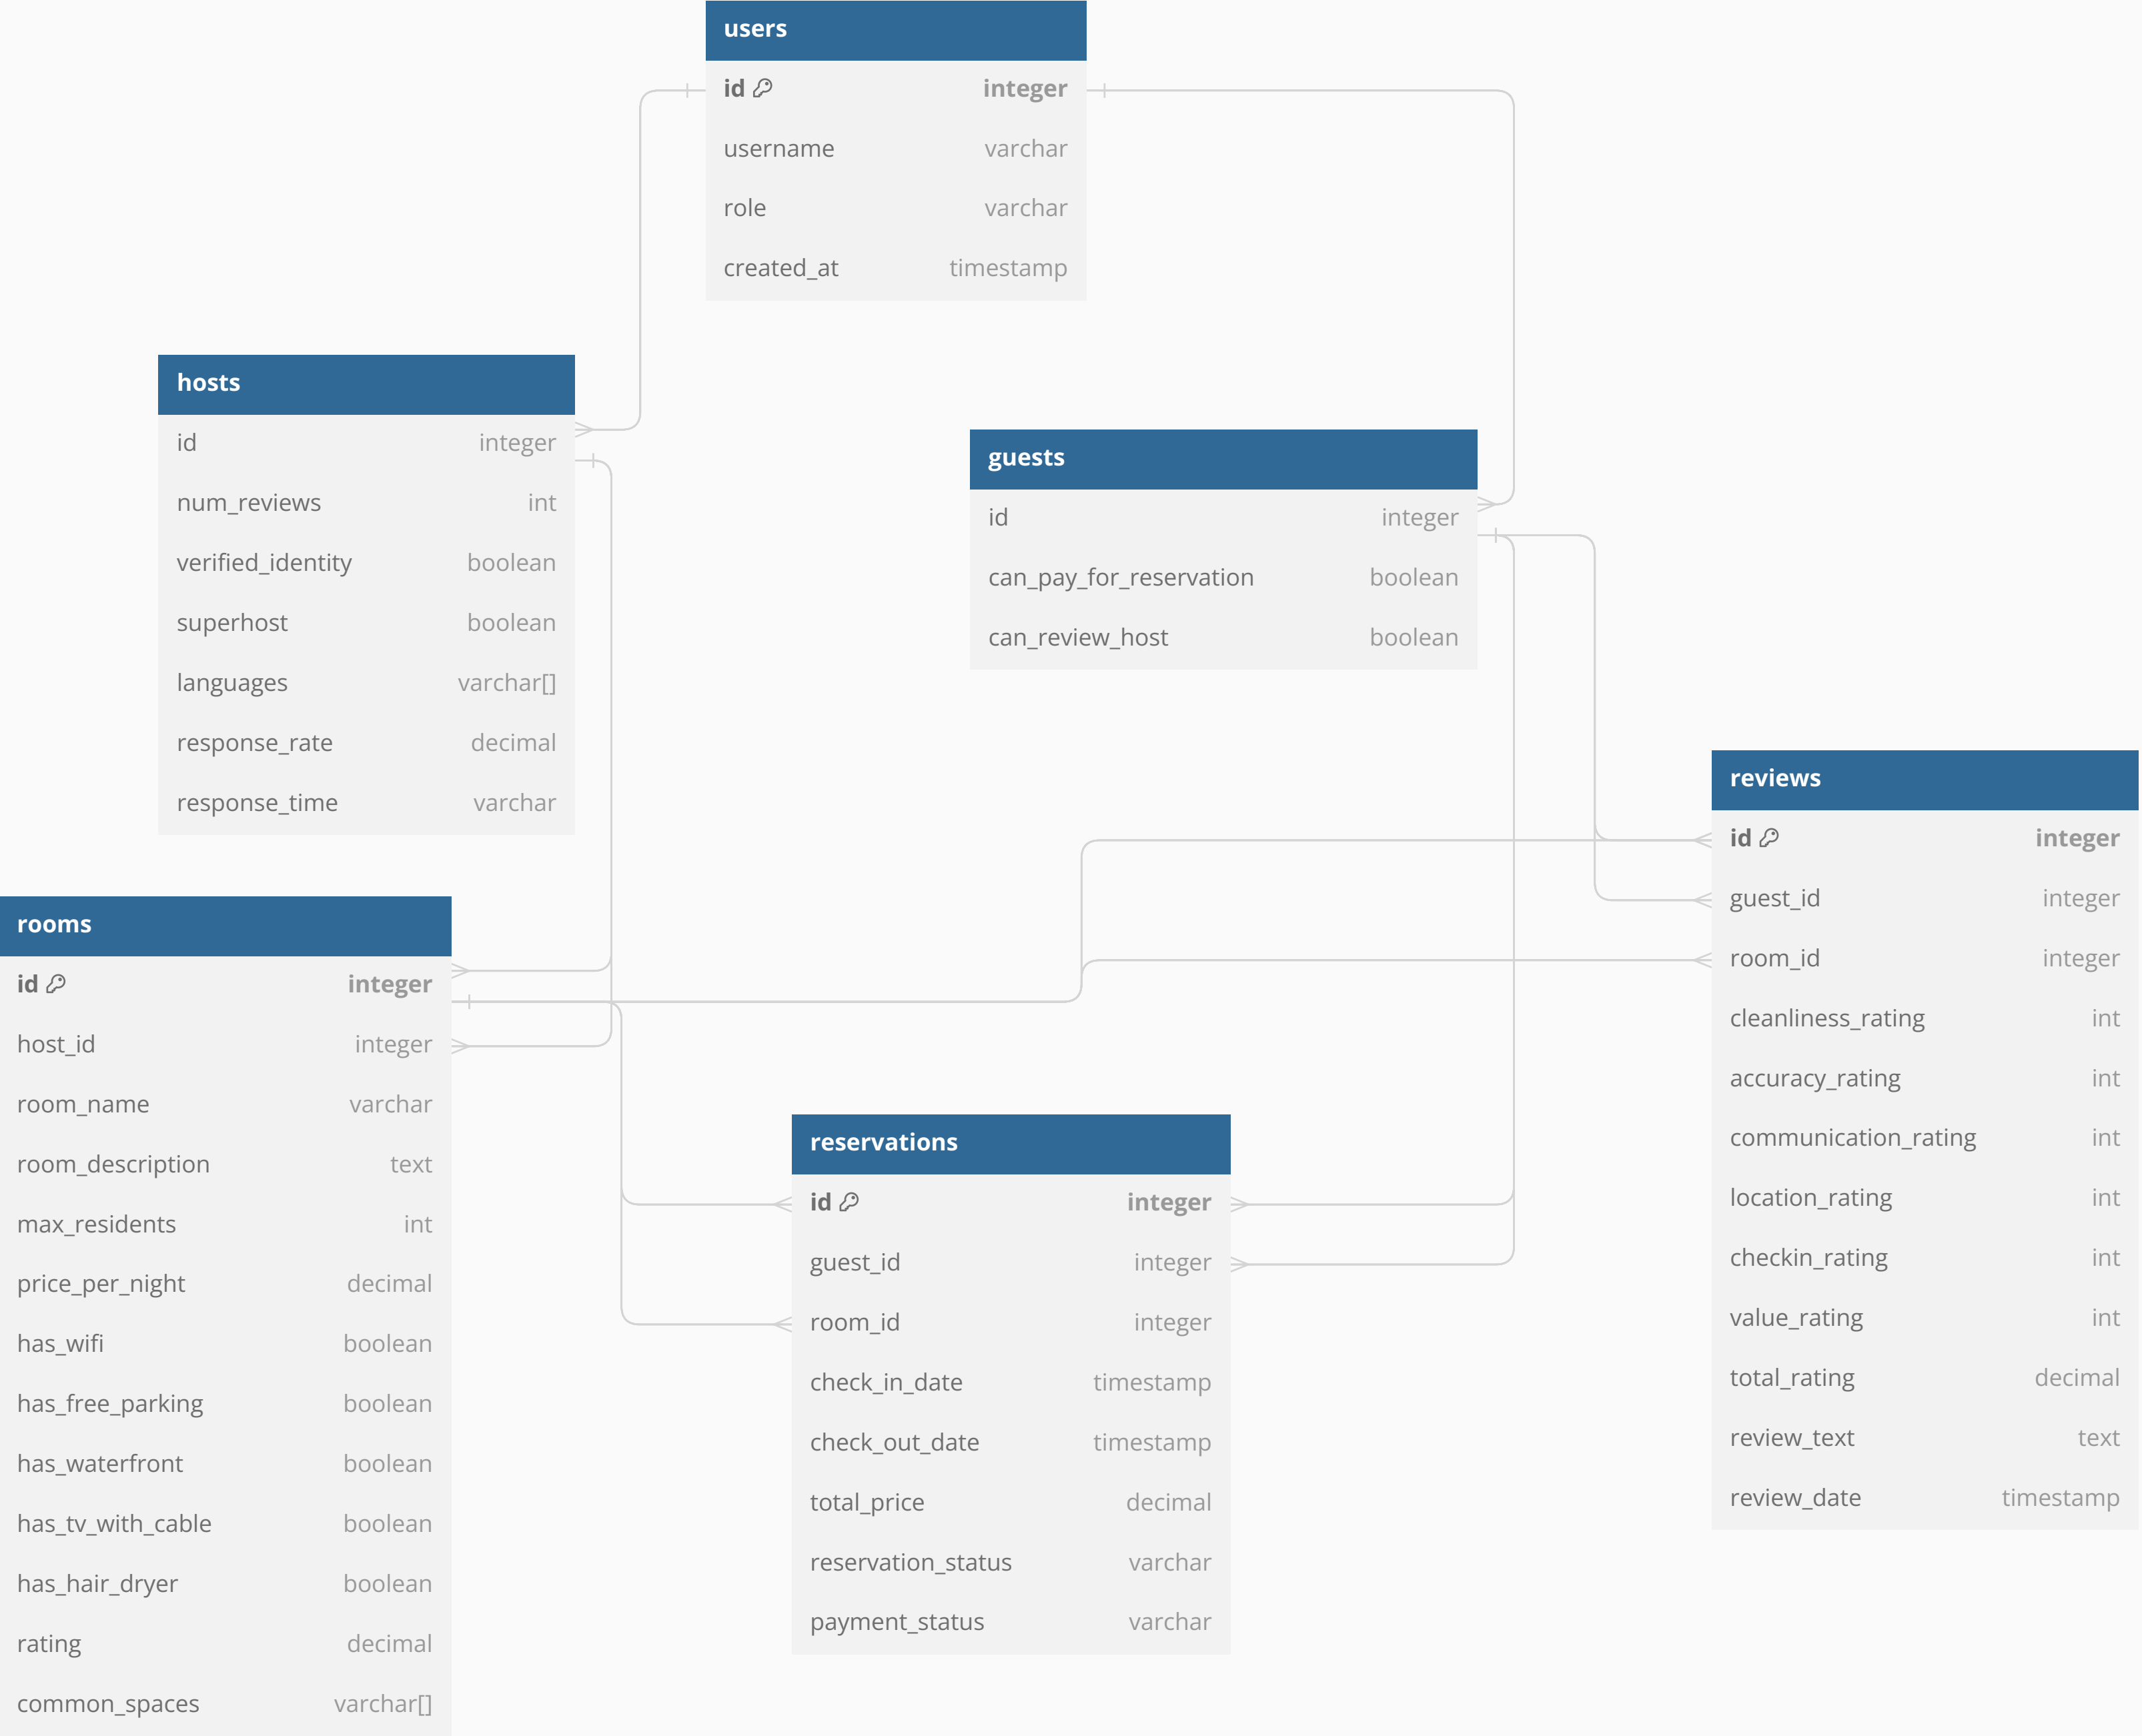 users
id integer
username varchar
role varchar
created_at timestamp
hosts
id integer
num_reviews int
verified_identity boolean
superhost boolean
languages varchar[]
response_rate decimal
response_time varchar
guests
id integer
can_pay_for_reservation boolean
can_review_host boolean
reviews
id integer
guest_id integer
room_id integer
cleanliness_rating int
accuracy_rating int
communication_rating int
location_rating int
checkin_rating int
value_rating int
total_rating decimal
review_text text
review_date timestamp
rooms
id integer
host_id integer
room_name varchar
room_description text
max_residents int
price_per_night decimal
has_wifi boolean
has_free_parking boolean
has_waterfront boolean
has_tv_with_cable boolean
has_hair_dryer boolean
rating decimal
common_spaces varchar[]
reservations
id integer
guest_id integer
room_id integer
check_in_date timestamp
check_out_date timestamp
total_price decimal
reservation_status varchar
payment_status varchar